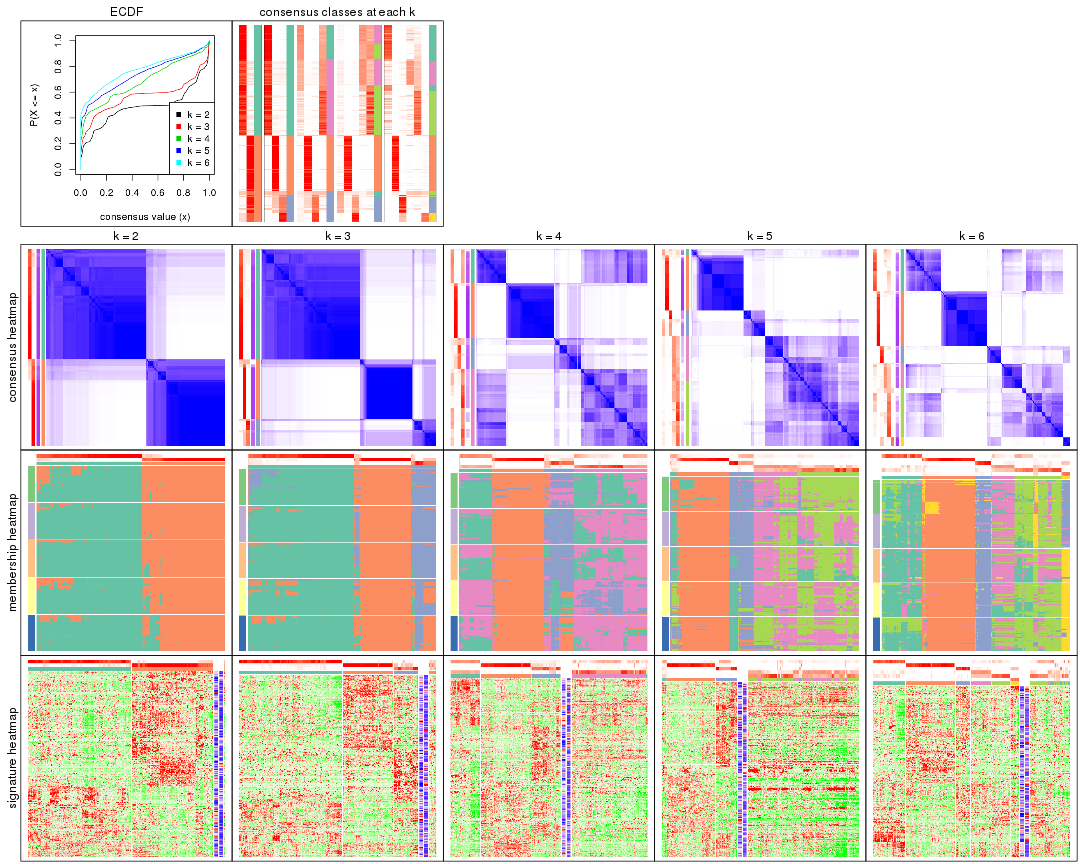 ECDF
consensus classes at each k
P(X <= x)
1.0
0.8
0.6
0.4
0.2
0.0
k = 2
k = 3
k = 4
k = 5
k = 6
0.0 0.2 0.4 0.6 0.8 1.0
consensus value (x)
k = 2
k = 3
k = 4
k = 5
k = 6
consensus heatmap
membership heatmap
signature heatmap